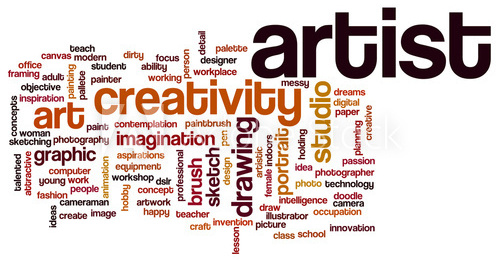 artist
creativity
art
studio
drawing
portrait
imagination
graphic
sketch
brush
teach
canvas
modern
office
student
framing
adult
painting
pallete
painter
objective
inspiration
dirty
focus
ability
working
person
detail
designer
palette
workplace
messy
dreams
digital
paper
camera
planning
creative
concepts
woman
sketching
paint
contemplation
paintbrush
photography
talented
attractive
aspirations
equipment
computer
young
work
people
fashion
cameraman
ideas
create
image
animation
workshop
dslr
hobby
concept
artwork
happy
teacher
craft
professional
design
pen
artistic
female
indoors
holding
idea
photo
passion
photographer
technology
intelligence
doodle
occupation
draw
illustrator
invention
picture
lesson
class
school
innovation